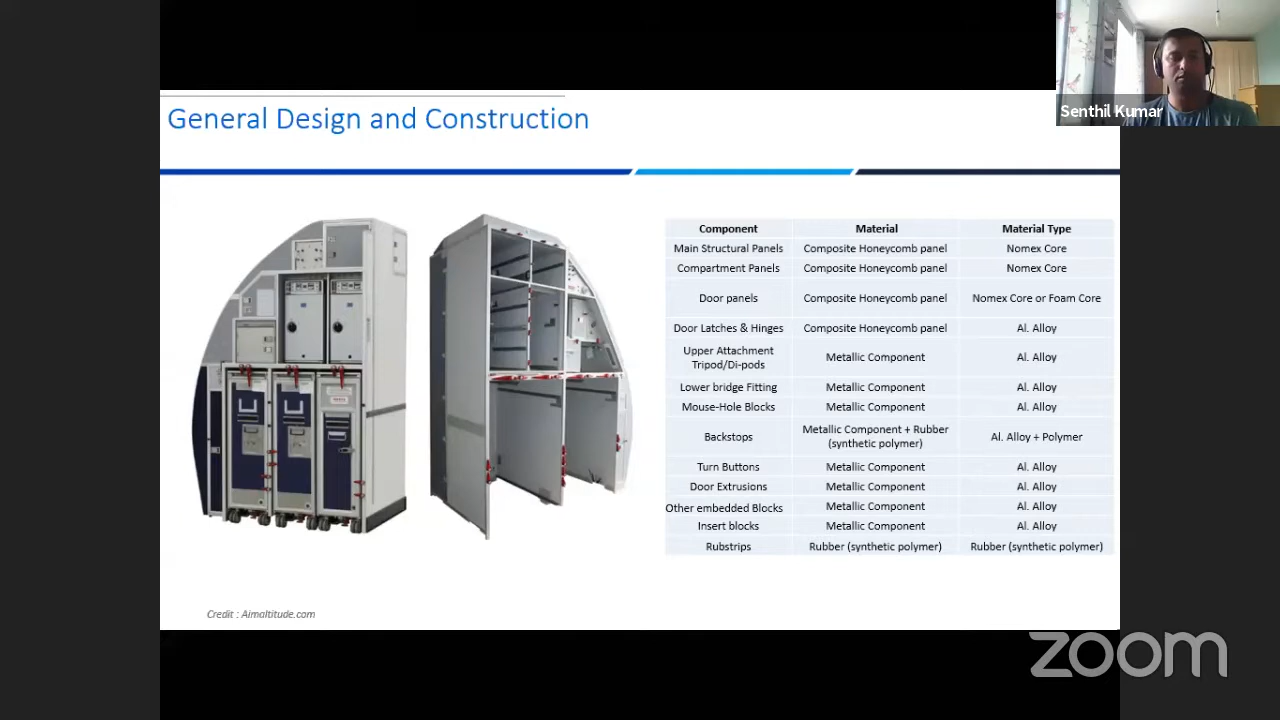 Senthil Kumar
General Design and Construction
Component Material Material Type
Main Structural Panels Composite Honeycomb panel Nomex Core
Compartment Panels Composite Honeycomb panel Nomex Core
Door panels Composite Honeycomb panel Nomex Core or Foam Core
Door Latches & Hinges Composite Honeycomb panel Al. Alloy
Upper Attachment
Tripod/Di-pods Metallic Component Al. Alloy
Lower bridge Fitting Metallic Component Al. Alloy
Mouse-Hole Blocks Metallic Component Al. Alloy
Backstops Metallic Component + Rubber
(synthetic polymer) Al. Alloy + Polymer
Turn Buttons Metallic Component Al. Alloy
Door Extrusions Metallic Component Al. Alloy
Other embedded Blocks Metallic Component Al. Alloy
Insert blocks Metallic Component Al. Alloy
Rubstrips Rubber (synthetic polymer) Rubber (synthetic polymer)
Credit : Aimaltitude.com
zoom